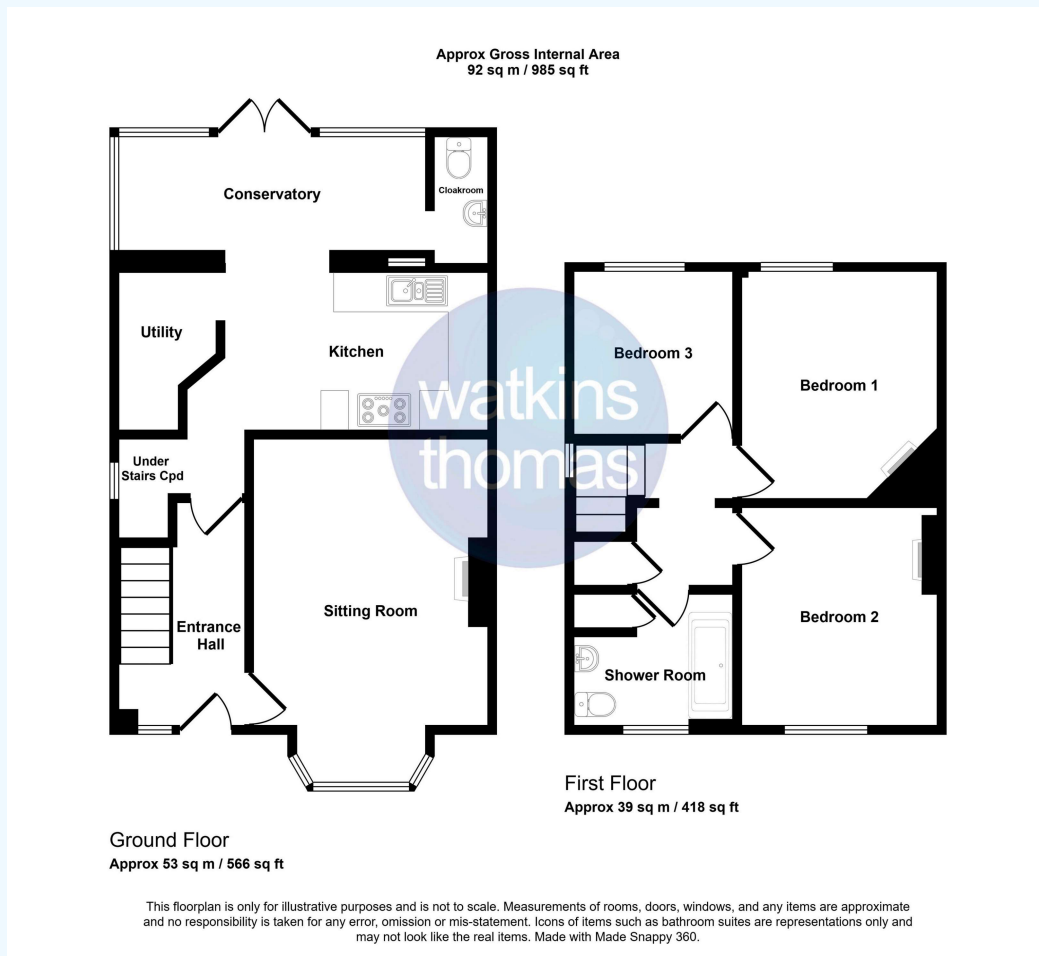 Approx Gross Internal Area
92 sq m / 985 sq ft
Conservatory
Cloakroom
Utility
Kitchen
Under
Stairs Cpd
Entrance
Hall
Sitting Room
Bedroom 3
Bedroom 1
Bedroom 2
Shower Room
watkins
thomas
First Floor
Approx 39 sq m / 418 sq ft
Ground Floor
Approx 53 sq m / 566 sq ft
This floorplan is only for illustrative purposes and is not to scale. Measurements of rooms, doors, windows, and any items are approximate
and no responsibility is taken for any error, omission or mis-statement. Icons of items such as bathroom suites are representations only and
may not look like the real items. Made with Made Snappy 360.